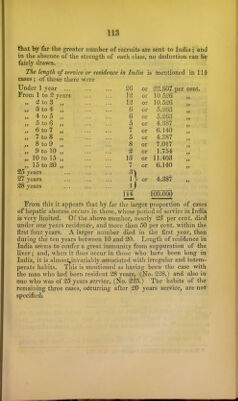 113
that by far the greater number of recruits are sent to India; and
in the absence of the strength of each class, no deduction can be
fairly drawn.
The length of service or residence in India is mentioned in 114
cases; of these there were
Under 1 year ... ... ... 26 or 22.807 per cent.
From 1 to 2 years ... ... 12 or 10.526 „
„ 2 to 3 „ ... ... 12 or 10.526 „
„ 3 to 4 „ ... ... 6 or 5.263 „
„ 4 to 5 „ ... ... 6 or 5.263 „
„ 5 to 6 „ ... ... 5 or 4.387 „
„ 6 to 7 „ ... ... 7 or 6.140 „
„ 7 to 8 „ ... ... 5 or 4.387 „
„ 8 to 9 „ ... ... 8 or 7.017 „
„ 9 to 10 „ ... ... 2 or 1.754 „
„ 10 to 15 „ ... ... 13 or 11.403 „
„ 15 to 20 „ ... ... 7 or 6.140 „
25 years ... ... ... 3
27 years ... ... ... 1 or 4.387 „
28 years ... ... ... 1
114 100.000
From this it appears that by far the larger proportion of cases
of hepatic abscess occurs in those, whose period of service in India
is very limited. Of the above number, nearly 23 per cent. died
under one years residence, and more than 50 per cent. within the
first four years. A larger number died in the first year, than
during the ten years between 10 and 20. Length of residence in
India seems to confer a great immunity from suppuration of the
liver; and, when it does occur in those who have been long in
India, it is almost invariably associated with irregular and intem-
perate habits. This is mentioned as having been the case with
the man who had been resident 28 years, (No. 228,) and also in
one who was of 25 years service, (No. 225.) The habits of the
remaining three cases, occurring after 20 years service, are not
specified.